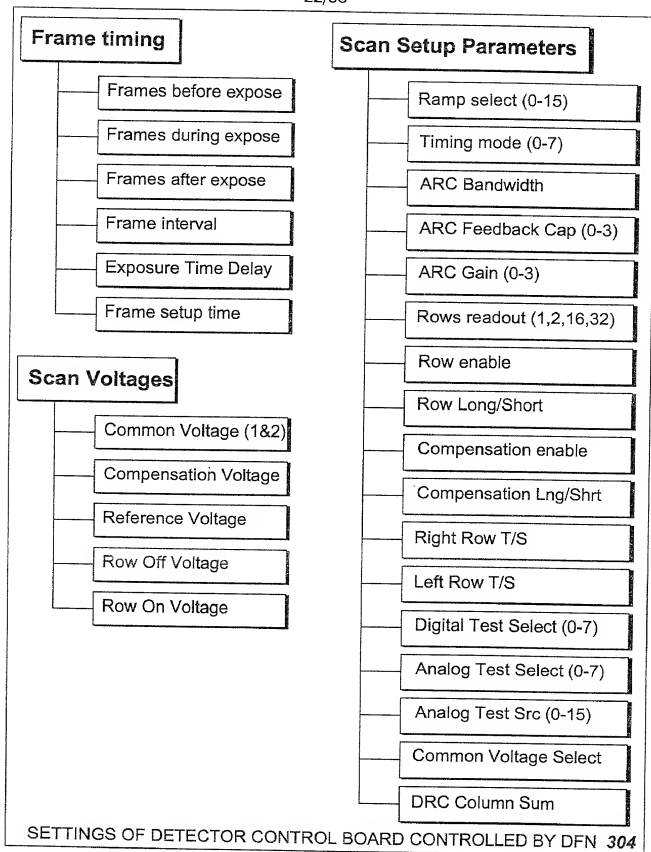 Frame timing
Frames before expose
Frames during expose
Frames after expose
Frame interval
Exposure Time Delay
Frame setup time
Scan Voltages
Common Voltage (1&2)
Compensation Voltage
Reference Voltage
Row Off Voltage
Row On Voltage
Scan Setup Parameters
Ramp select (0-15)
Timing mode (0-7)
ARC Bandwidth
ARC Feedback Cap (0-3)
ARC Gain (0-3)
Rows readout (1,2,16,32)
Row enable
Row Long/Short
Compensation enable
Compensation Lng/Shrt
Right Row T/S
Left Row T/S
Digital Test Select (0-7)
Analog Test Select (0-7)
Analog Test Src (0-15)
Common Voltage Select
DRC Column Sum
SETTINGS OF DETECTOR CONTROL BOARD CONTROLLED BY DFN 304